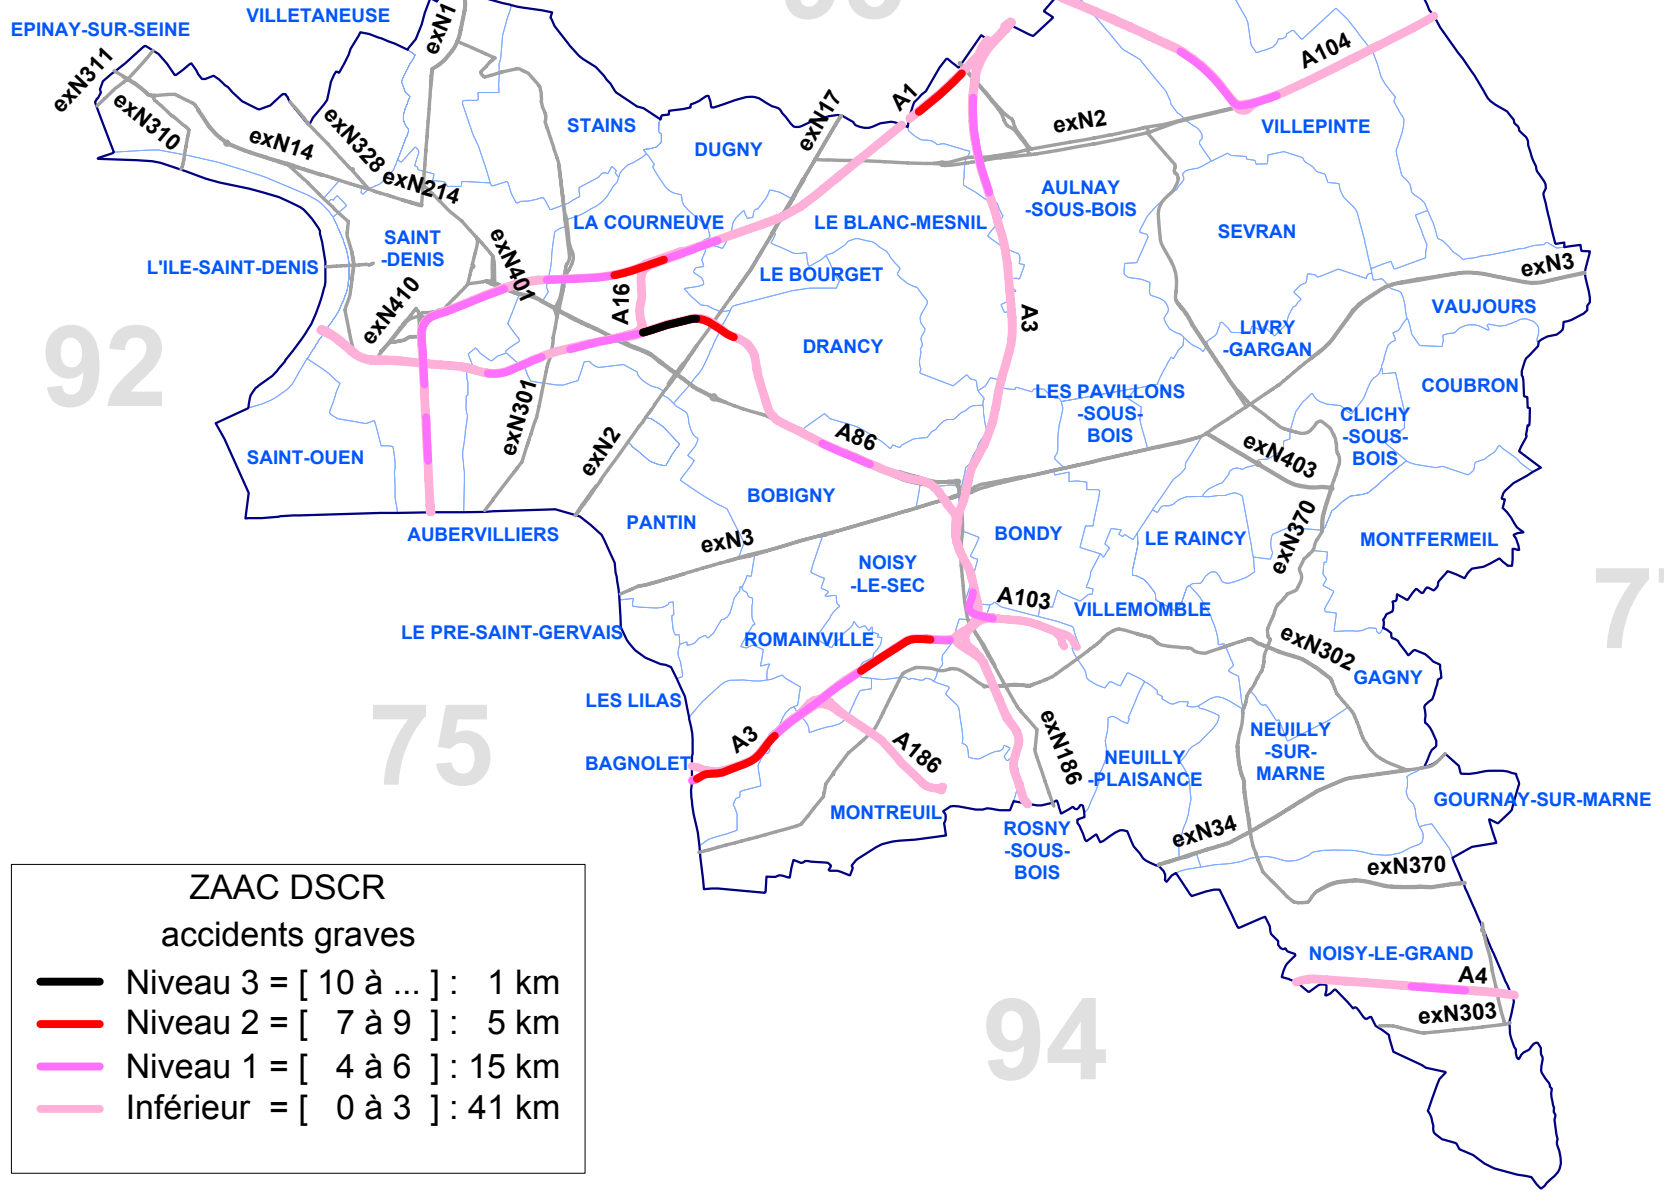 VILLETANEUSE
EPINAY-SUR-SEINE
exN1
exN311
exN310
exN14
exN328
exN214
STAINS
DUGNY
exN17
A1
exN2
A104
VILLEPINTE
AULNAY
-SOUS-BOIS
SEVRAN
LA COURNEUVE
LE BLANC-MESNIL
SAINT
-DENIS
L'ILE-SAINT-DENIS
exN401
exN410
A16
LE BOURGET
DRANCY
A3
exN3
VAUJOURS
LIVRY
-GARGAN
COUBRON
92
LES PAVILLONS
-SOUS-
BOIS
CLICHY
-SOUS-
BOIS
exN301
exN2
A86
exN403
SAINT-OUEN
BOBIGNY
PANTIN
AUBERVILLIERS
exN3
BONDY
LE RAINCY
exN370
MONTFERMEIL
NOISY
-LE-SEC
A103
VILLEMOMBLE
LE PRE-SAINT-GERVAIS
ROMAINVILLE
exN302
GAGNY
LES LILAS
75
A3
BAGNOLET
A186
exN186
NEUILLY
-PLAISANCE
NEUILLY
-SUR-
MARNE
GOURNAY-SUR-MARNE
MONTREUIL
ROSNY
-SOUS-
BOIS
exN34
exN370
NOISY-LE-GRAND
A4
exN303
94
ZAAC DSCR
accidents graves
Niveau 3 = [ 10 à ... ] : 1 km
Niveau 2 = [ 7 à 9 ] : 5 km
Niveau 1 = [ 4 à 6 ] : 15 km
Inférieur = [ 0 à 3 ] : 41 km